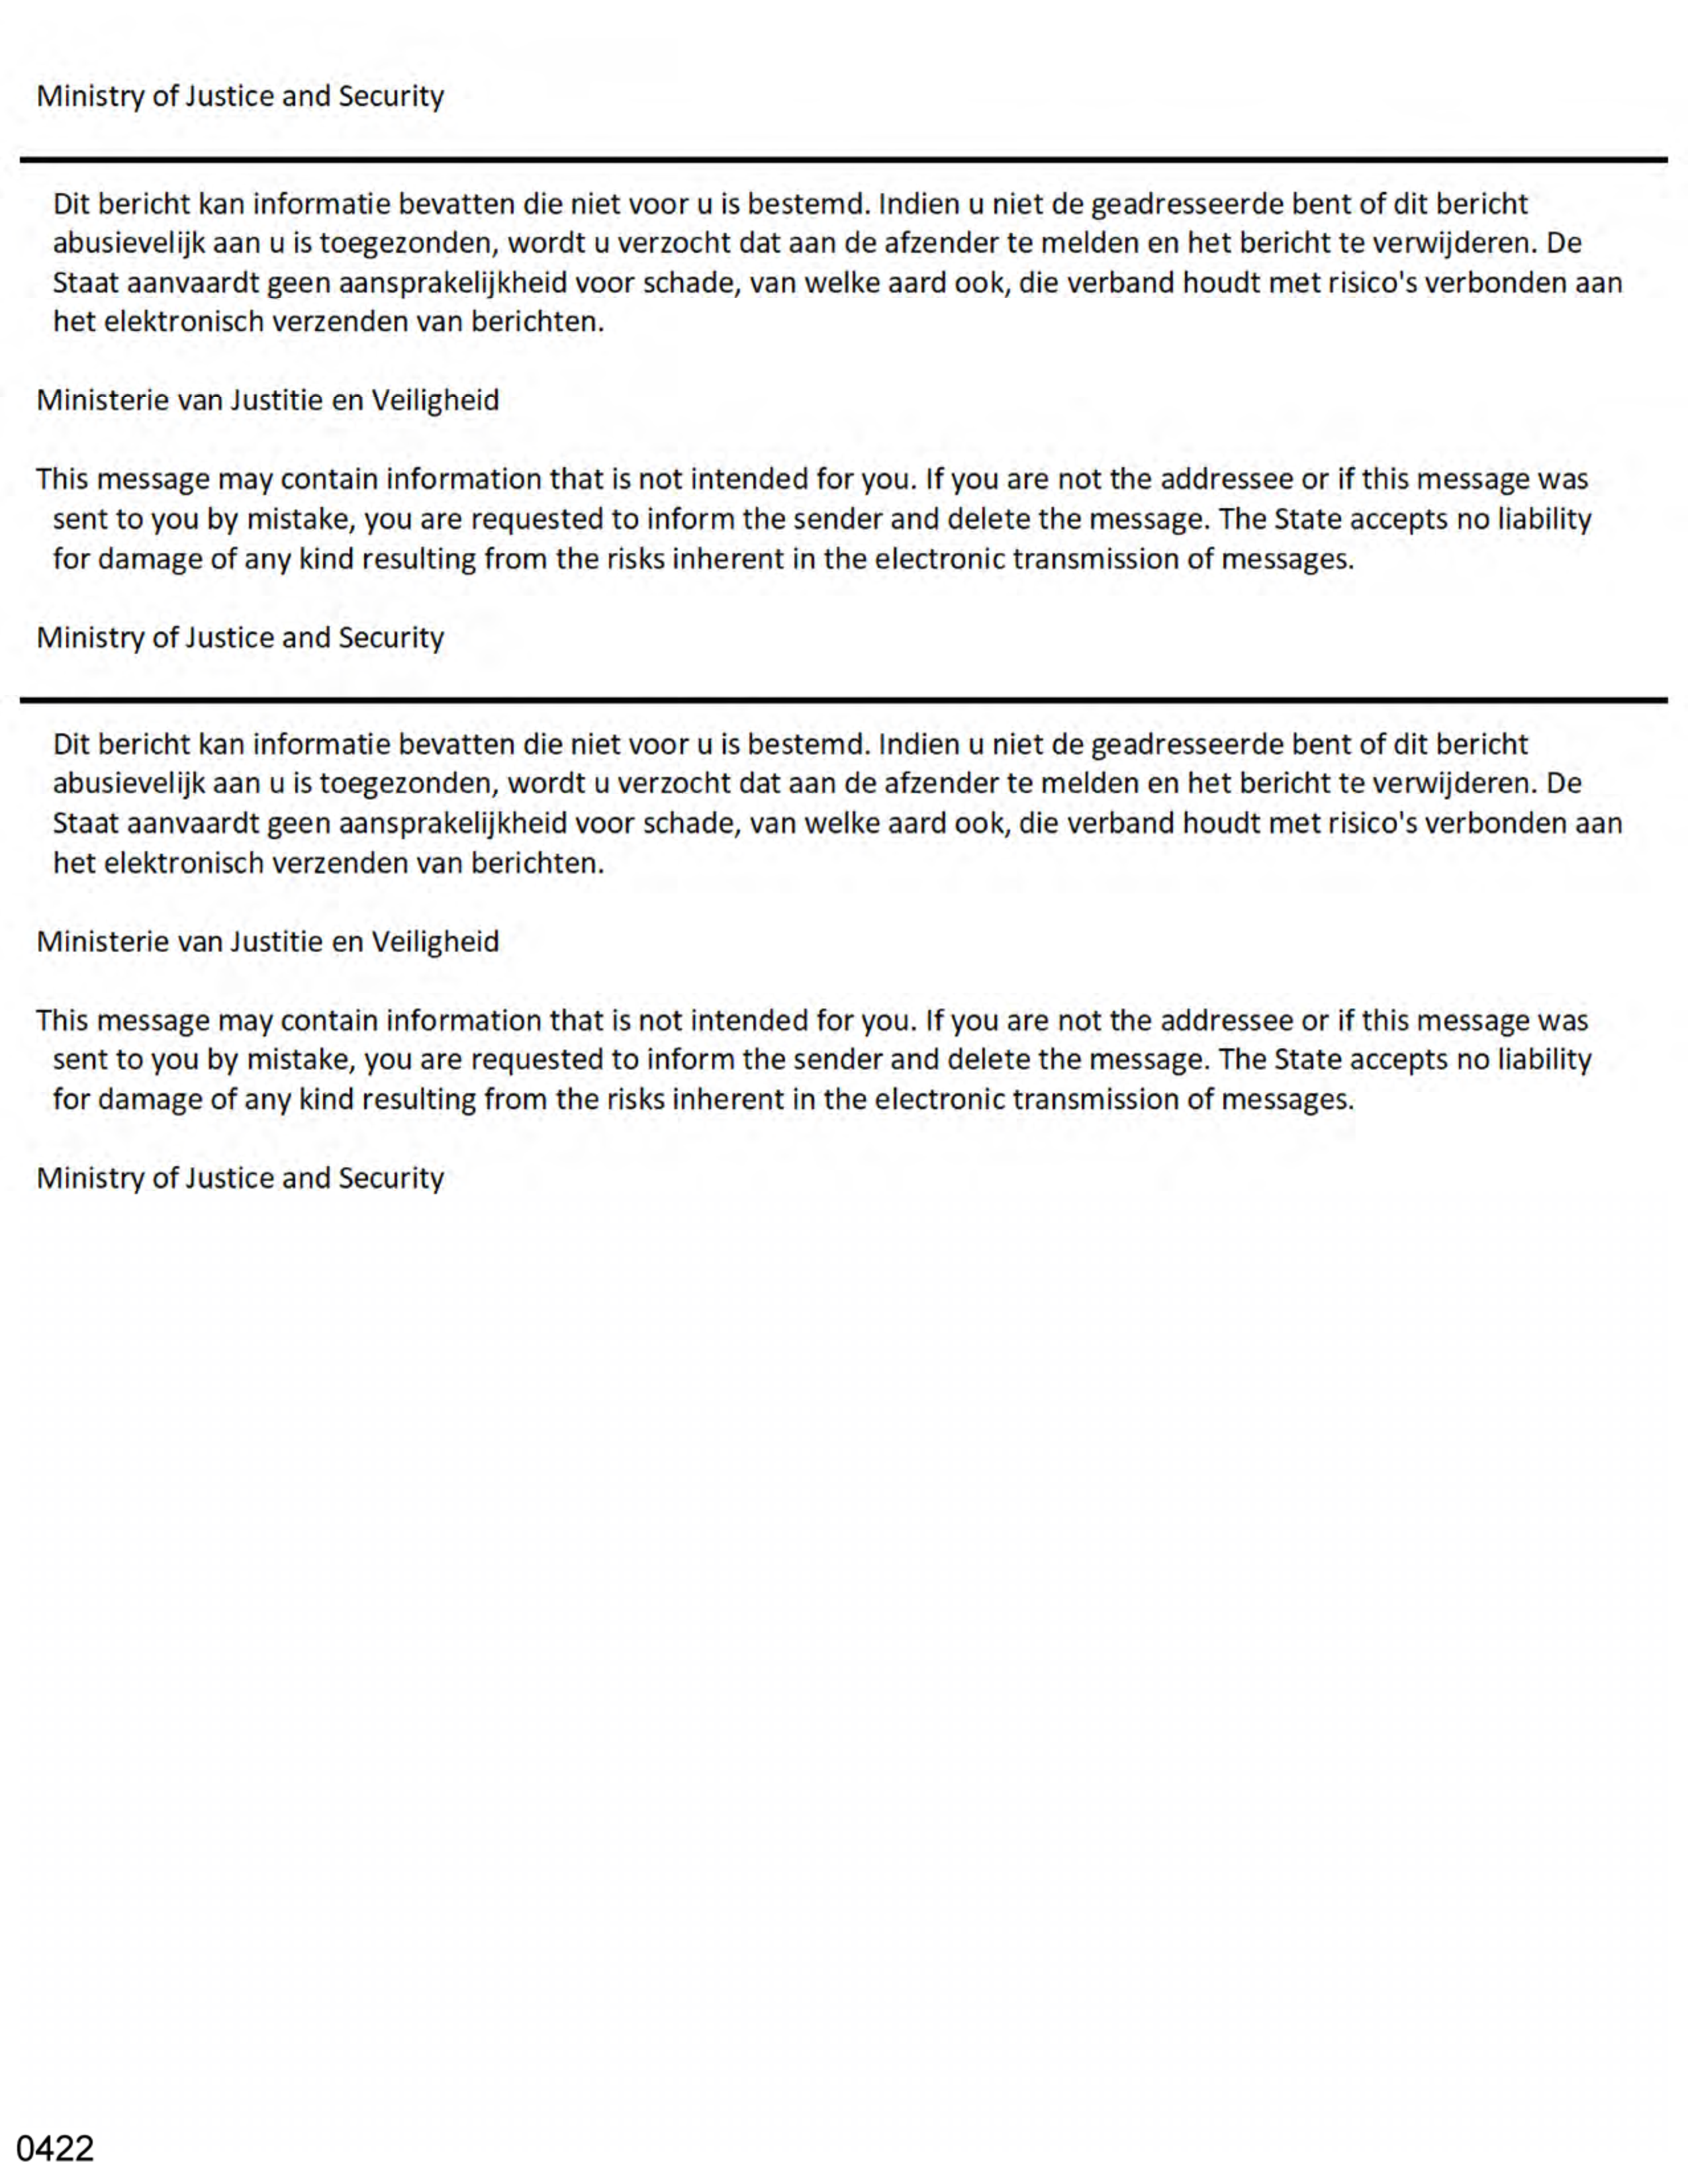 Ministry of Justice and Security
Dit bericht kan informatie bevatten die niet voor u is bestemd. Indien u niet de geadresseerde bent of dit bericht
abusievelijk aan u is toegezonden, wordt u verzocht dat aan de afzender te melden en het bericht te verwijderen. De
Staat aanvaardt geen aansprakelijkheid voor schade, van welke aard ook, die verband houdt met risico's verbonden aan
het elektronisch verzenden van berichten.
Ministerie van Justitie en Veiligheid
This message may contain information that is not intended for you. If you are not the addressee or if this message was
sent to you by mistake, you are requested to inform the sender and delete the message. The State accepts no liability
for damage of any kind resulting from the risks inherent in the electronic transmission of messages.
Ministry of Justice and Security
Dit bericht kan informatie bevatten die niet voor u is bestemd. Indien u niet de geadresseerde bent of dit bericht
abusievelijk aan u is toegezonden, wordt u verzocht dat aan de afzender te melden en het bericht te verwijderen. De
Staat aanvaardt geen aansprakelijkheid voor schade, van welke aard ook, die verband houdt met risico's verbonden aan
het elektronisch verzenden van berichten.
Ministerie van Justitie en Veiligheid
This message may contain information that is not intended for you. If you are not the addressee or if this message was
sent to you by mistake, you are requested to inform the sender and delete the message. The State accepts no liability
for damage of any kind resulting from the risks inherent in the electronic transmission of messages.
Ministry of Justice and Security
0422